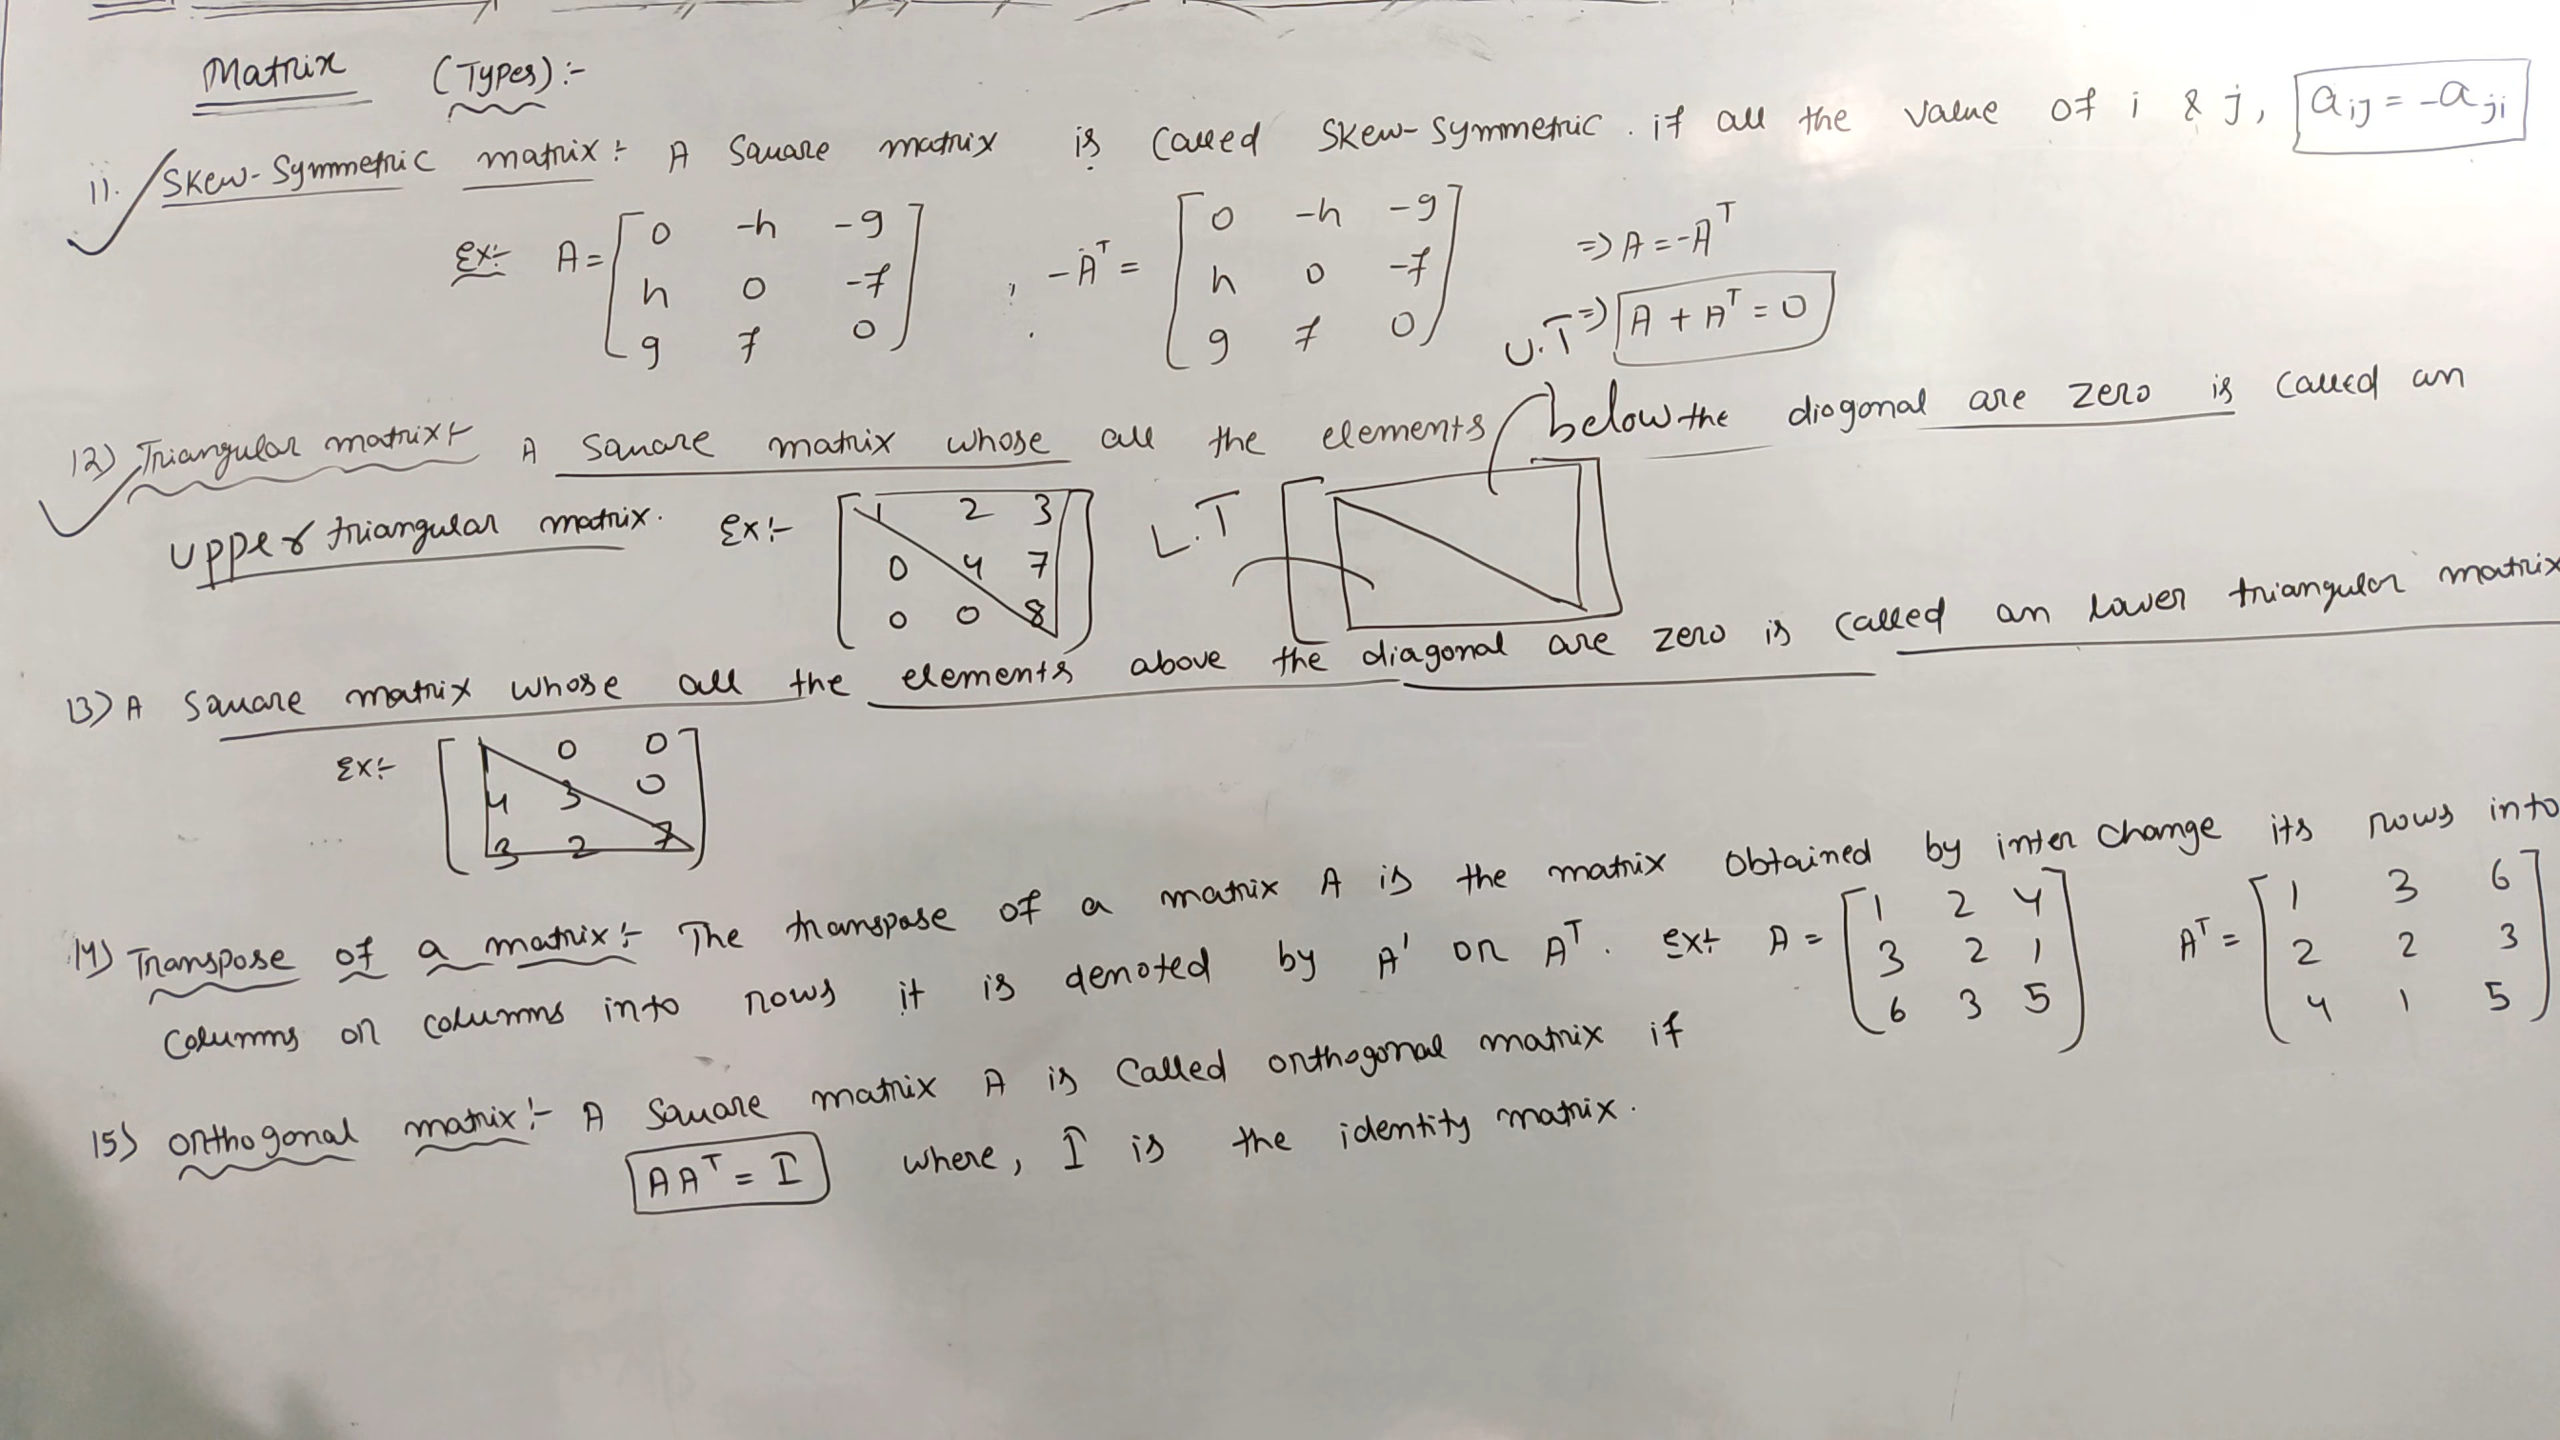 Matrix (Types):-
11. Skew-Symmetric matrix:- A Square matrix is called Skew-Symmetric. if all the value of i & j, aij = -aji
Ex:- A = [0 -h -g
h 0 -7
g 7 0] , -A^T = [0 -h -g
h 0 -7
g 7 0] => A = -A^T
=> A + A^T = 0
U.T
12) Triangular matrix:- A square matrix whose all the elements below the diogonal are zero is called an
upper triangular matrix. Ex:- [1 2 3
0 4 7
0 0 8] L.T
13) A Square matrix whose all the elements above the diagonal are zero is called an lower triangular matrix
Ex:- [1 0 0
4 3 0
3 2 7]
14) Transpose of a matrix:- The transpose of a matrix A is the matrix obtained by inter change its rows into
columns or columns into rows it is denoted by A' or A^T. Ex:- A = [1 2 4
3 2 1
6 3 5] A^T = [1 3 6
2 2 3
4 1 5]
15) orthogonal matrix:- A Square matrix A is called orthogonal matrix if
AA^T = I where, I is the identity matrix.